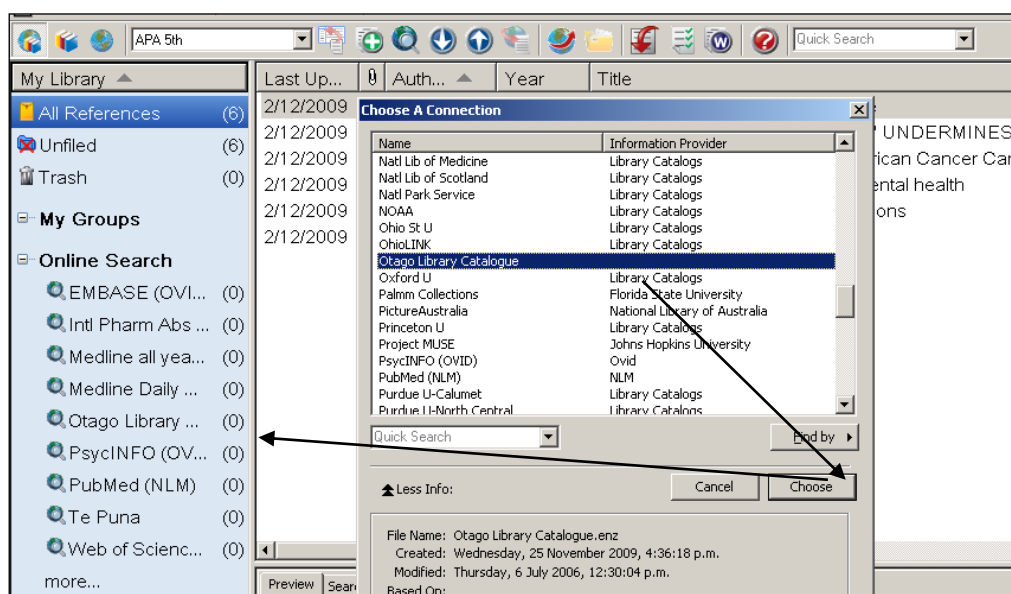 APA 5th
Quick Search
My Library
Last Up... Auth... Year Title
All References (6)
Unfiled (6)
Trash (0)
My Groups
Online Search
EMBASE (OVI... (0)
Intl Pharm Abs ... (0)
Medline all yea... (0)
Medline Daily ... (0)
Otago Library ... (0)
PsycINFO (OV... (0)
PubMed (NLM) (0)
Te Puna (0)
Web of Scienc... (0)
more...
2/12/2009
2/12/2009 UNDERMINES
2/12/2009 rican Cancer Car
2/12/2009 ental health
2/12/2009 ons
2/12/2009
Choose A Connection
Name Information Provider
Natl Lib of Medicine Library Catalogs
Natl Lib of Scotland Library Catalogs
Natl Park Service Library Catalogs
NOAA Library Catalogs
Ohio St U Library Catalogs
OhioLINK Library Catalogs
Otago Library Catalogue
Oxford U Library Catalogs
Palmm Collections Florida State University
PictureAustralia National Library of Australia
Princeton U Library Catalogs
Project MUSE Johns Hopkins University
PsycINFO (OVID) Ovid
PubMed (NLM) NLM
Purdue U-Calumet Library Catalogs
Purdue U-North Central Library Catalogs
Quick Search
Find by
Less Info:
Cancel Choose
File Name: Otago Library Catalogue.enz
Created: Wednesday, 25 November 2009, 4:36:18 p.m.
Modified: Thursday, 6 July 2006, 12:30:04 p.m.
Based On:
Preview Sear